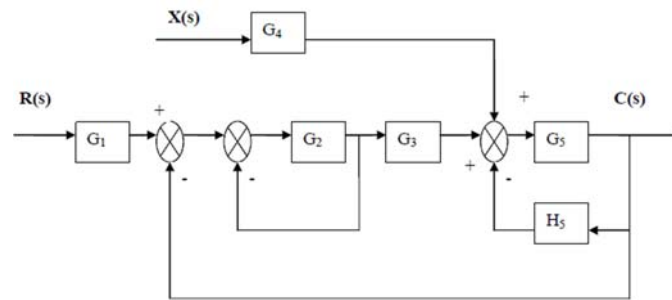 X(s)
G₄
R(s)
+
+
C(s)
G₁
G₂
G₃
G₅
-
-
+
-
H₅